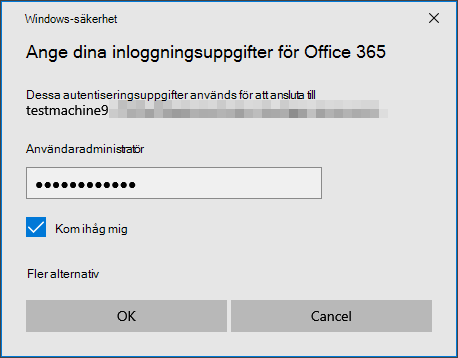 Windows-säkerhet
Ange dina inloggningsuppgifter för Office 365
Dessa autentiseringsuppgifter används för att ansluta till
testmachine9
Användaradministratör
●●●●●●●●●●●●
Kom ihåg mig
Fler alternativ
OK
Cancel